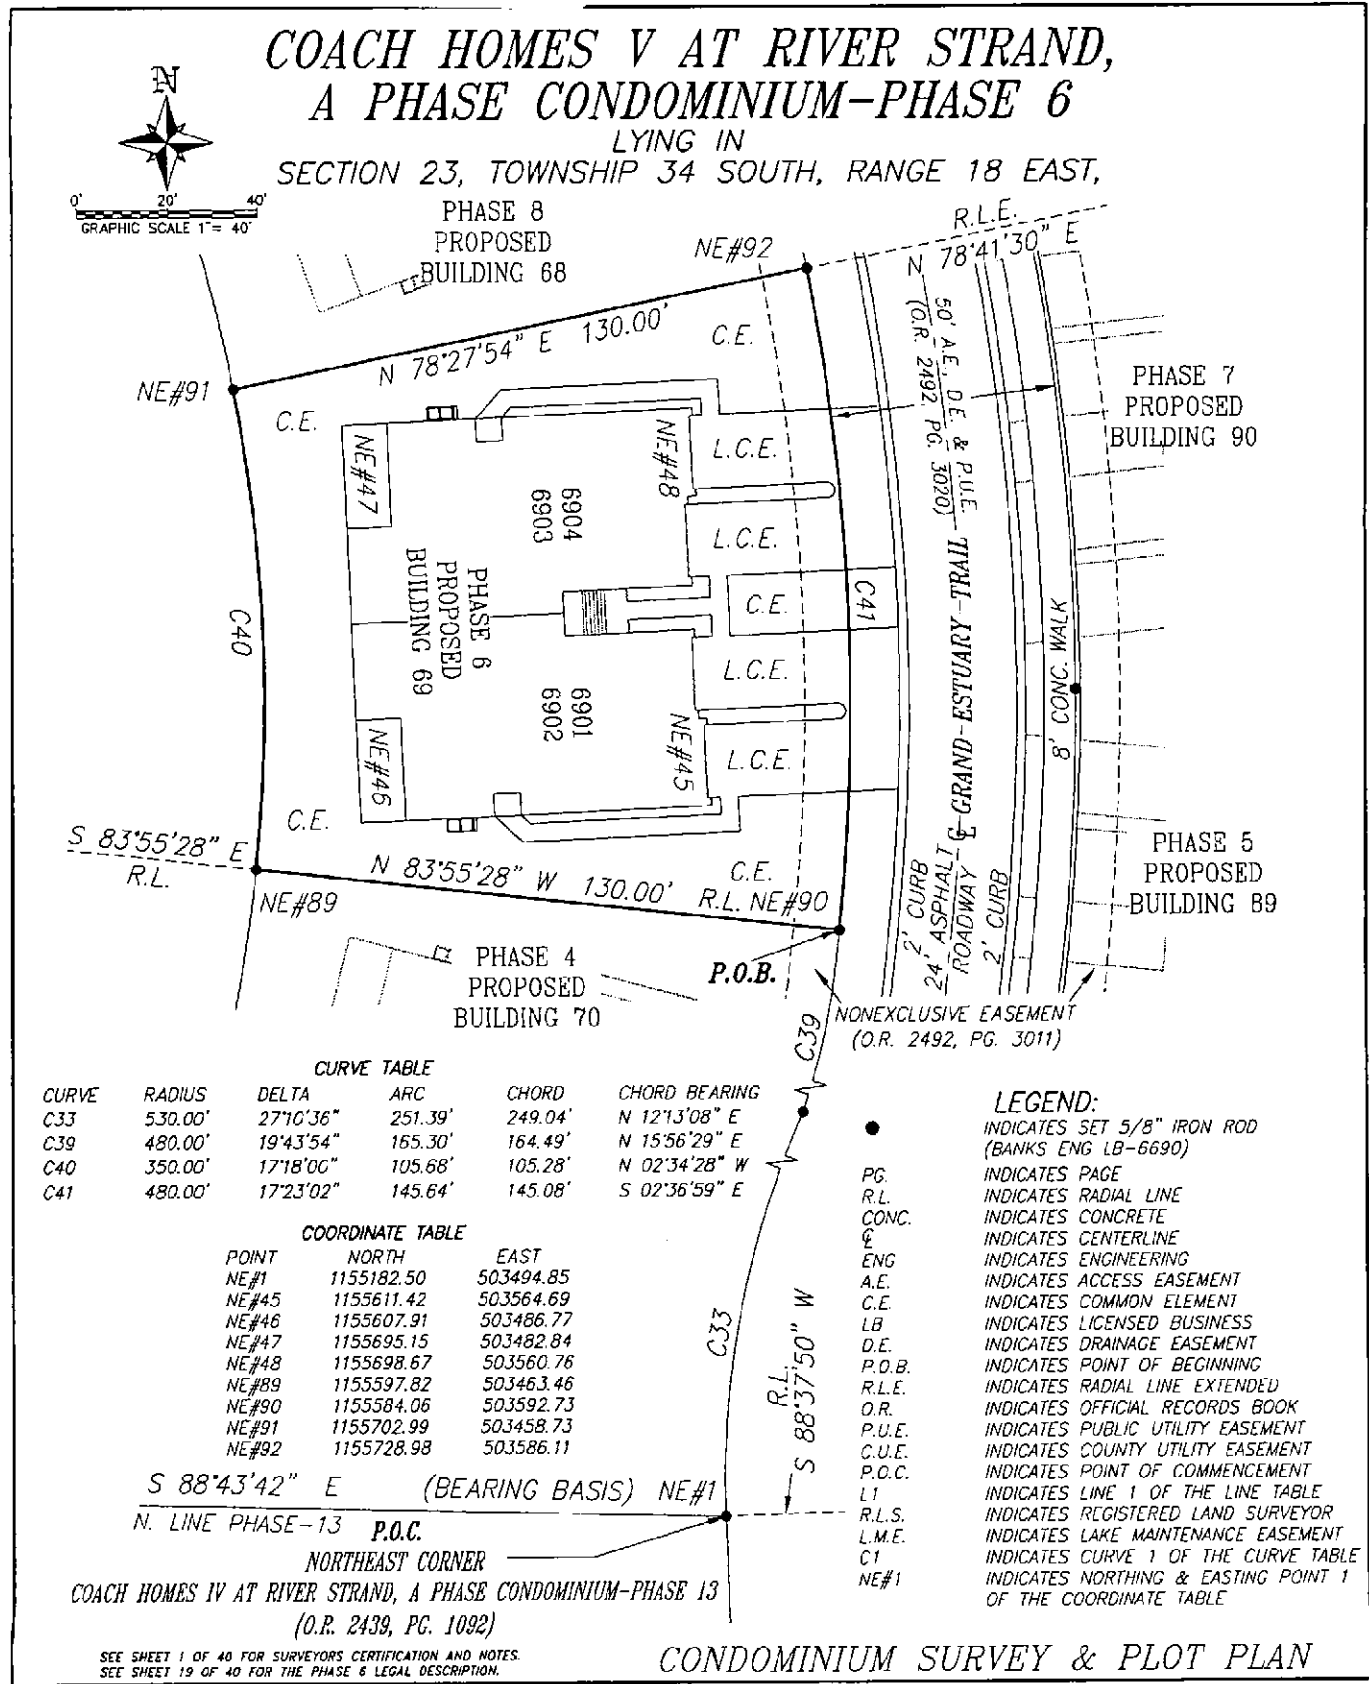 COACH HOMES V AT RIVER STRAND,
A PHASE CONDOMINIUM-PHASE 6
LYING IN
SECTION 23, TOWNSHIP 34 SOUTH, RANGE 18 EAST,
N
0' 20' 40'
GRAPHIC SCALE 1"= 40'
PHASE 8
PROPOSED
BUILDING 68
NE#92
R.L.E.
N 78°41'30" E
NE#91
N 78°27'54" E 130.00'
C.E.
C.E.
50' A.E., D.E. & P.U.E.
(O.R. 2492 PG. 3020)
PHASE 7
PROPOSED
BUILDING 90
NE#47
NE#48
L.C.E.
6904
6903
L.C.E.
PHASE 6
PROPOSED
BUILDING 69
C.E.
C41
C40
GRAND ESTUARY TRAIL
8' CONC. WALK
L.C.E.
6901
6902
NE#46
NE#45
L.C.E.
C.E.
S 83°55'28" E
R.L.
N 83°55'28" W 130.00'
C.E.
R.L. NE#90
NE#89
2' CURB
24' ASPHALT
ROADWAY
2' CURB
PHASE 5
PROPOSED
BUILDING 89
PHASE 4
PROPOSED
BUILDING 70
P.O.B.
NONEXCLUSIVE EASEMENT
(O.R. 2492, PG. 3011)
C39
CURVE TABLE
CURVE RADIUS DELTA ARC CHORD CHORD BEARING
C33 530.00' 27°10'36" 251.39' 249.04' N 12°13'08" E
C39 480.00' 19°43'54" 165.30' 164.49' N 15°56'29" E
C40 350.00' 17°18'00" 105.68' 105.28' N 02°34'28" W
C41 480.00' 17°23'02" 145.64' 145.08' S 02°36'59" E
COORDINATE TABLE
POINT NORTH EAST
NE#1 1155182.50 503494.85
NE#45 1155611.42 503564.69
NE#46 1155607.91 503486.77
NE#47 1155695.15 503482.84
NE#48 1155698.67 503560.76
NE#89 1155597.82 503463.46
NE#90 1155584.06 503592.73
NE#91 1155702.99 503458.73
NE#92 1155728.98 503586.11
C33
R.L.
S 88°37'50" W
LEGEND:
INDICATES SET 5/8" IRON ROD
(BANKS ENG LB-6690)
PG. INDICATES PAGE
R.L. INDICATES RADIAL LINE
CONC. INDICATES CONCRETE
℄ INDICATES CENTERLINE
ENG INDICATES ENGINEERING
A.E. INDICATES ACCESS EASEMENT
C.E. INDICATES COMMON ELEMENT
LB INDICATES LICENSED BUSINESS
D.E. INDICATES DRAINAGE EASEMENT
P.O.B. INDICATES POINT OF BEGINNING
R.L.E. INDICATES RADIAL LINE EXTENDED
O.R. INDICATES OFFICIAL RECORDS BOOK
P.U.E. INDICATES PUBLIC UTILITY EASEMENT
C.U.E. INDICATES COUNTY UTILITY EASEMENT
P.O.C. INDICATES POINT OF COMMENCEMENT
L1 INDICATES LINE 1 OF THE LINE TABLE
R.L.S. INDICATES REGISTERED LAND SURVEYOR
L.M.E. INDICATES LAKE MAINTENANCE EASEMENT
C1 INDICATES CURVE 1 OF THE CURVE TABLE
NE#1 INDICATES NORTHING & EASTING POINT 1
OF THE COORDINATE TABLE
S 88°43'42" E (BEARING BASIS) NE#1
N. LINE PHASE-13 P.O.C.
NORTHEAST CORNER
COACH HOMES IV AT RIVER STRAND, A PHASE CONDOMINIUM-PHASE 13
(O.R. 2439, PG. 1092)
SEE SHEET 1 OF 40 FOR SURVEYORS CERTIFICATION AND NOTES.
SEE SHEET 19 OF 40 FOR THE PHASE 6 LEGAL DESCRIPTION.
CONDOMINIUM SURVEY & PLOT PLAN